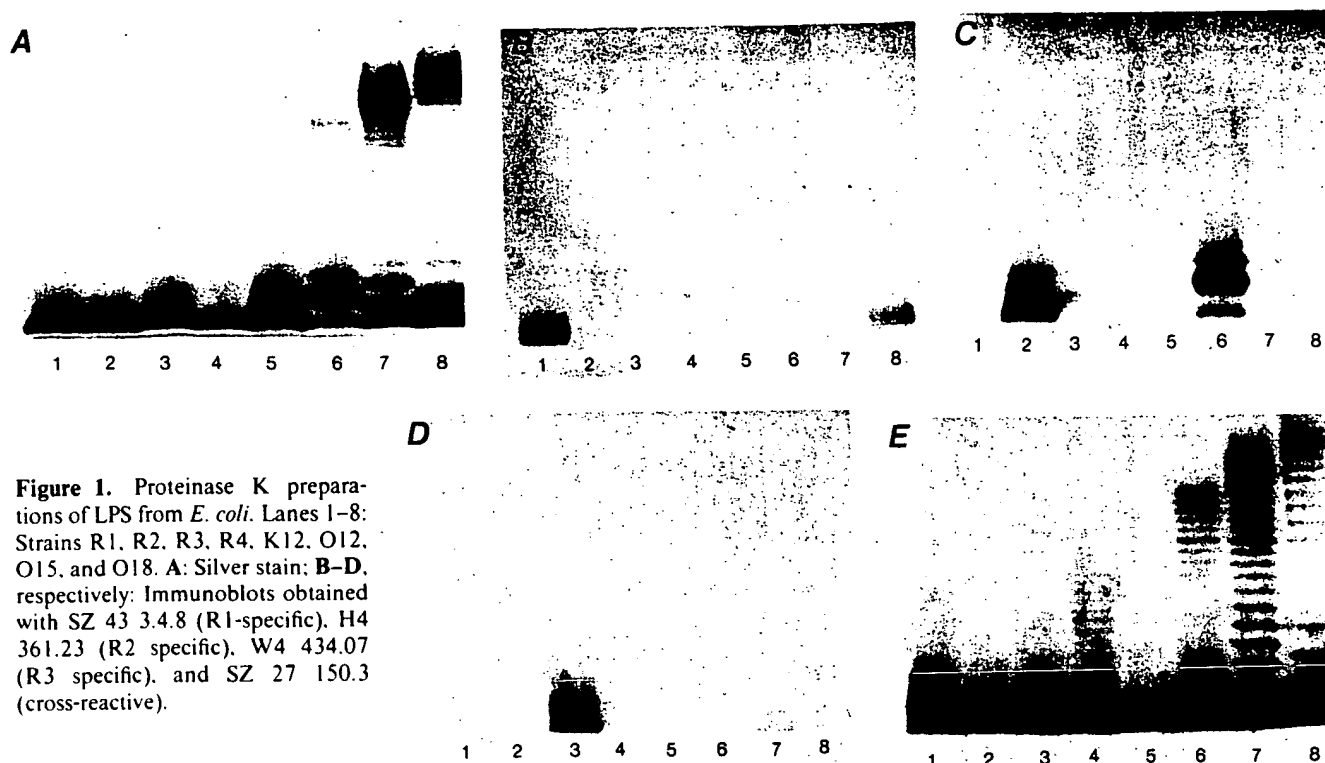 A
B
C
1 2 3 4 5 6 7 8
1 2 3 4 5 6 7 8
1 2 3 4 5 6 7 8
D
E
Figure 1. Proteinase K prepara-
tions of LPS from E. coli. Lanes 1–8:
Strains R1, R2, R3, R4, K12, O12,
O15, and O18. A: Silver stain; B–D,
respectively: Immunoblots obtained
with SZ 43 3.4.8 (R1-specific), H4
361.23 (R2 specific), W4 434.07
(R3 specific), and SZ 27 150.3
(cross-reactive).
1 2 3 4 5 6 7 8
1 2 3 4 5 6 7 8